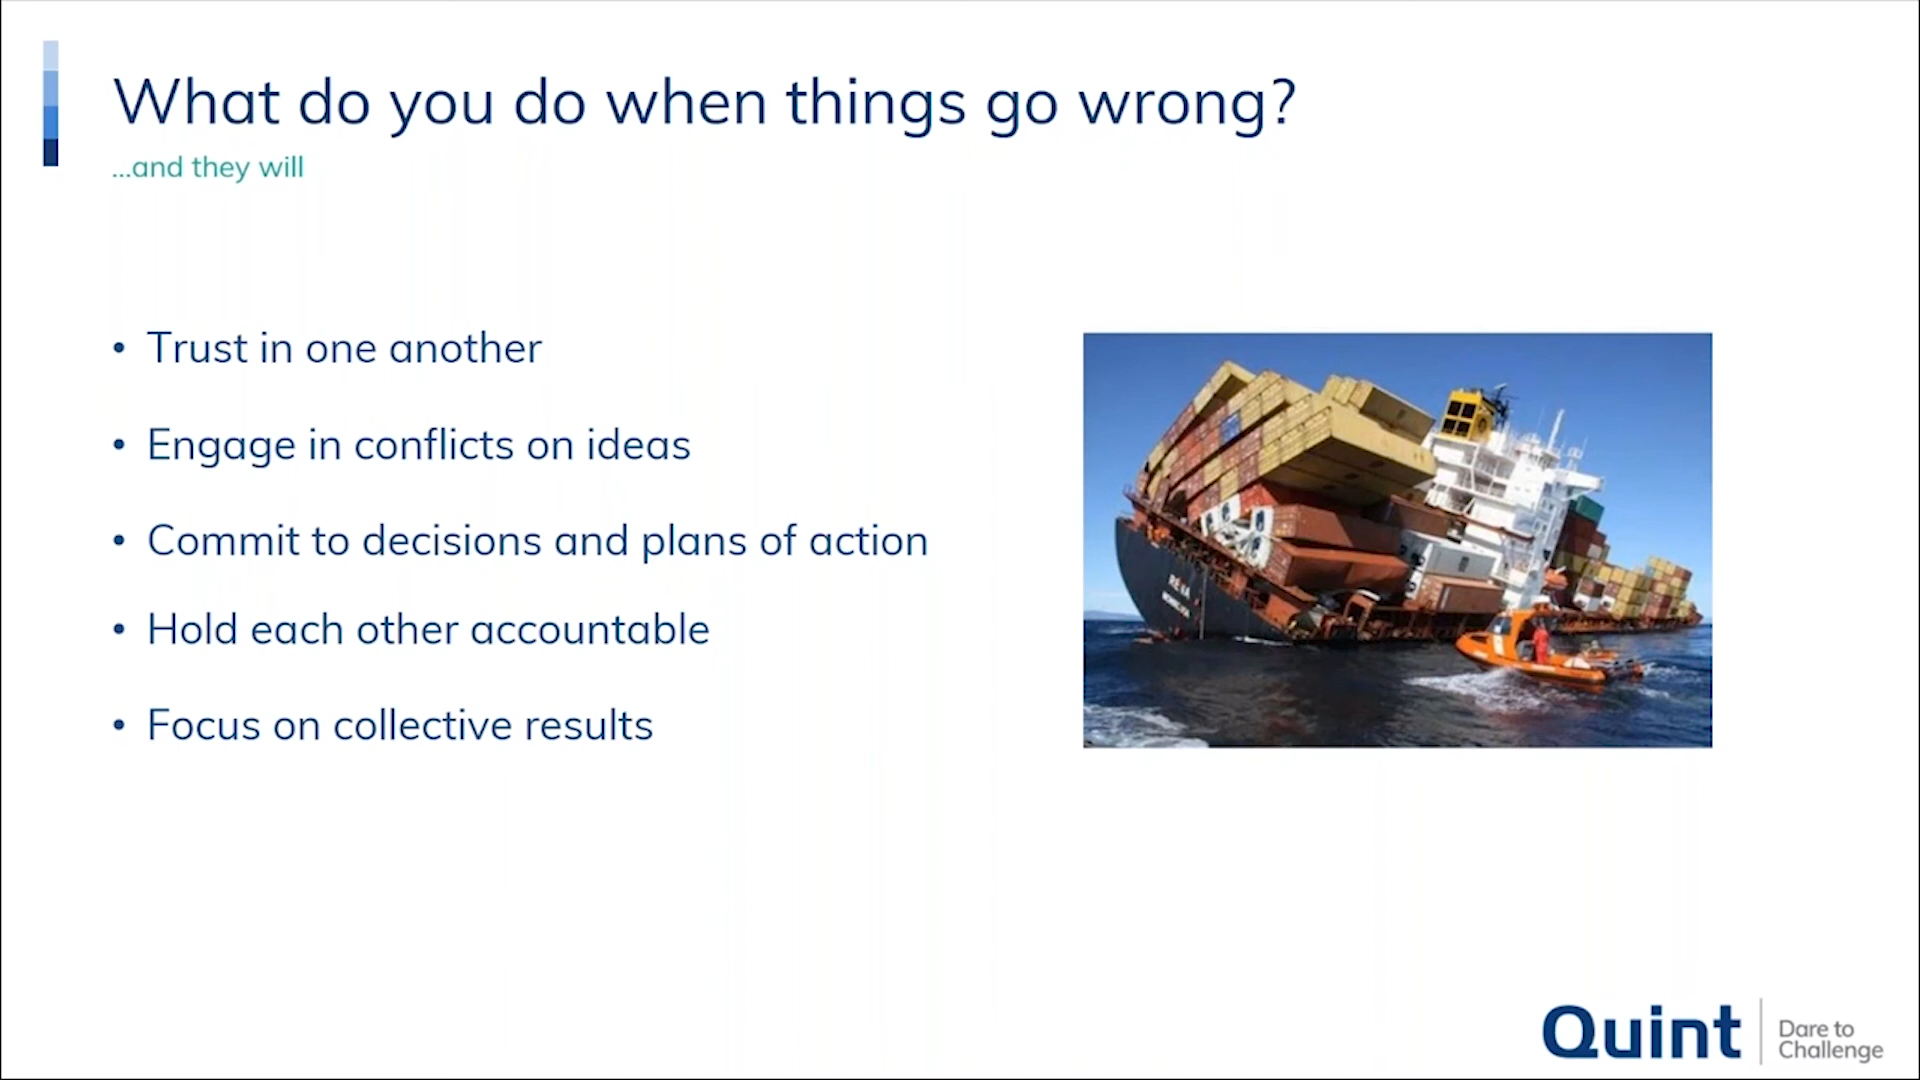 What do you do when things go wrong?
...and they will
• Trust in one another
• Engage in conflicts on ideas
• Commit to decisions and plans of action
• Hold each other accountable
• Focus on collective results
Quint
Dare to
Challenge